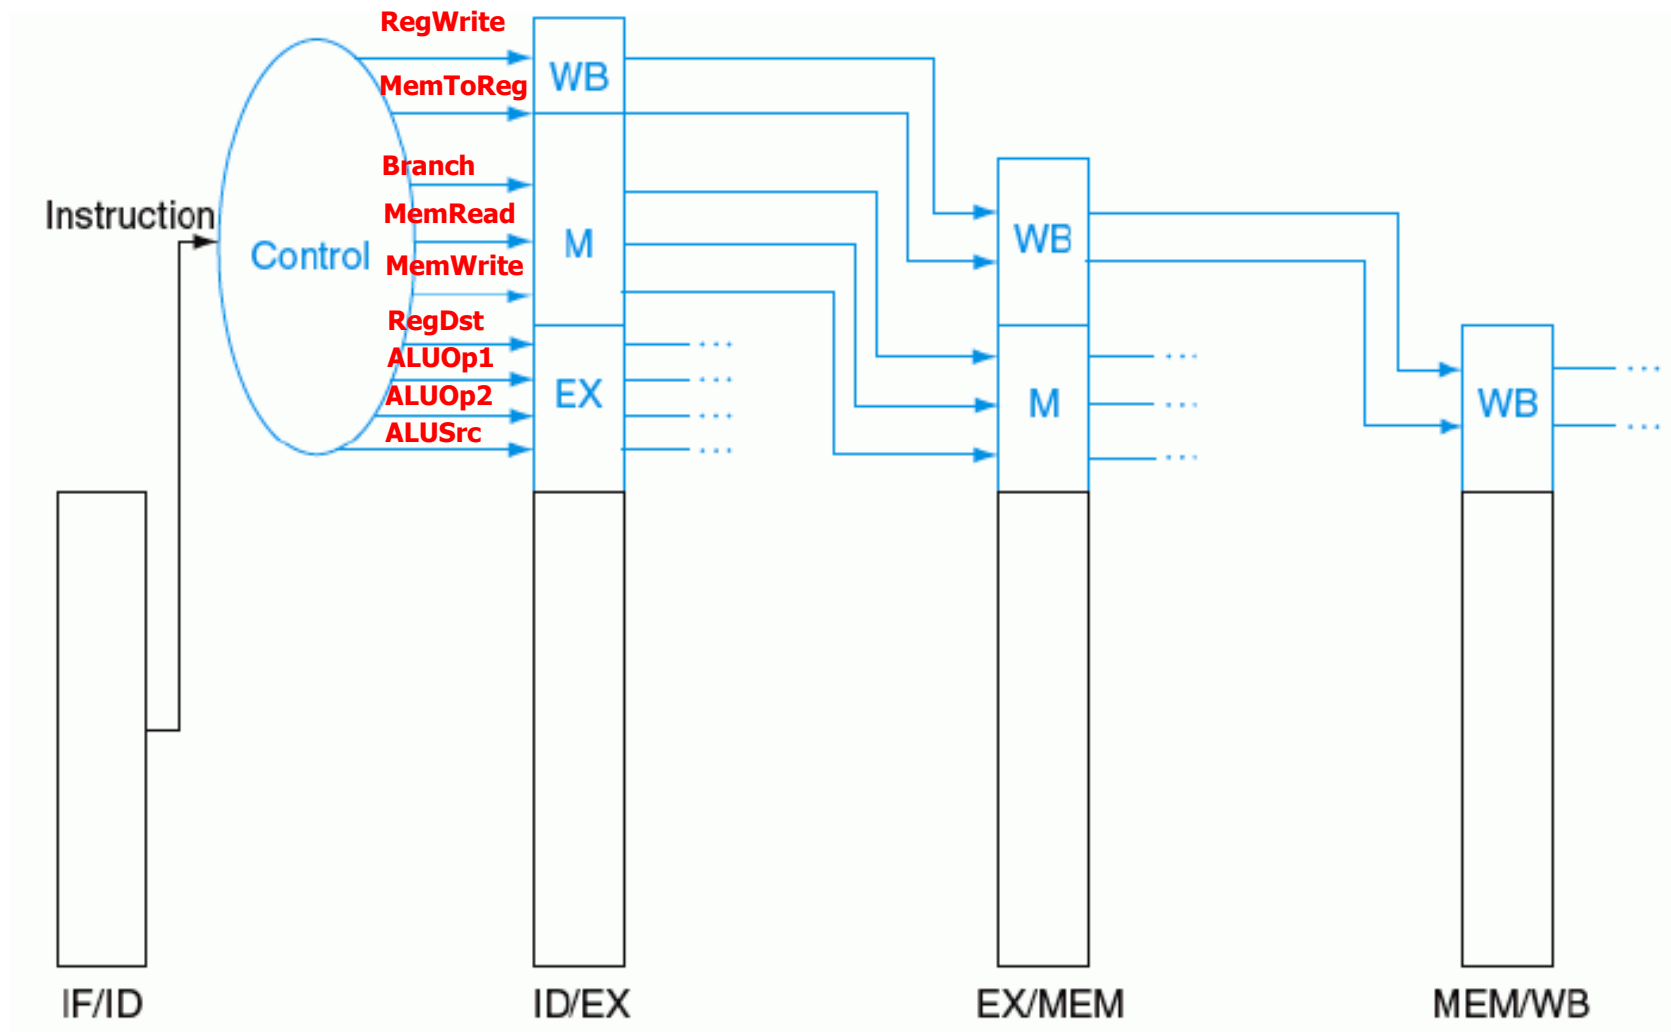 RegWrite
WB
MemToReg
Branch
Instruction
MemRead
Control
M
WB
MemWrite
RegDst
ALUOp1
ALUOp2
EX
M
WB
ALUSrc
IF/ID
ID/EX
EX/MEM
MEM/WB